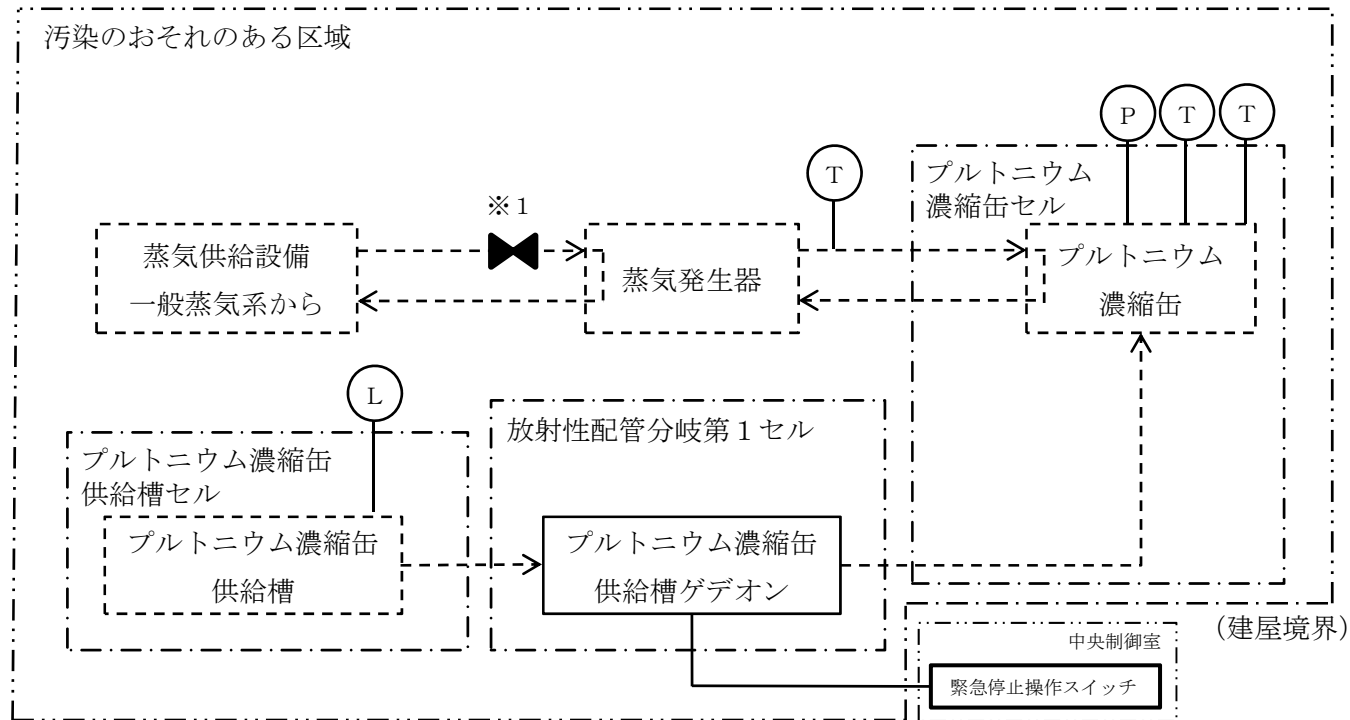 汚染のおそれのある区域
P
T
T
T
プルトニウム
濃縮缶セル
※1
蒸気供給設備
一般蒸気系から
蒸気発生器
プルトニウム
濃縮缶
L
プルトニウム濃縮缶
供給槽セル
放射性配管分岐第1セル
プルトニウム濃縮缶
供給槽
プルトニウム濃縮缶
供給槽ゲデオン
(建屋境界)
中央制御室
緊急停止操作スイッチ